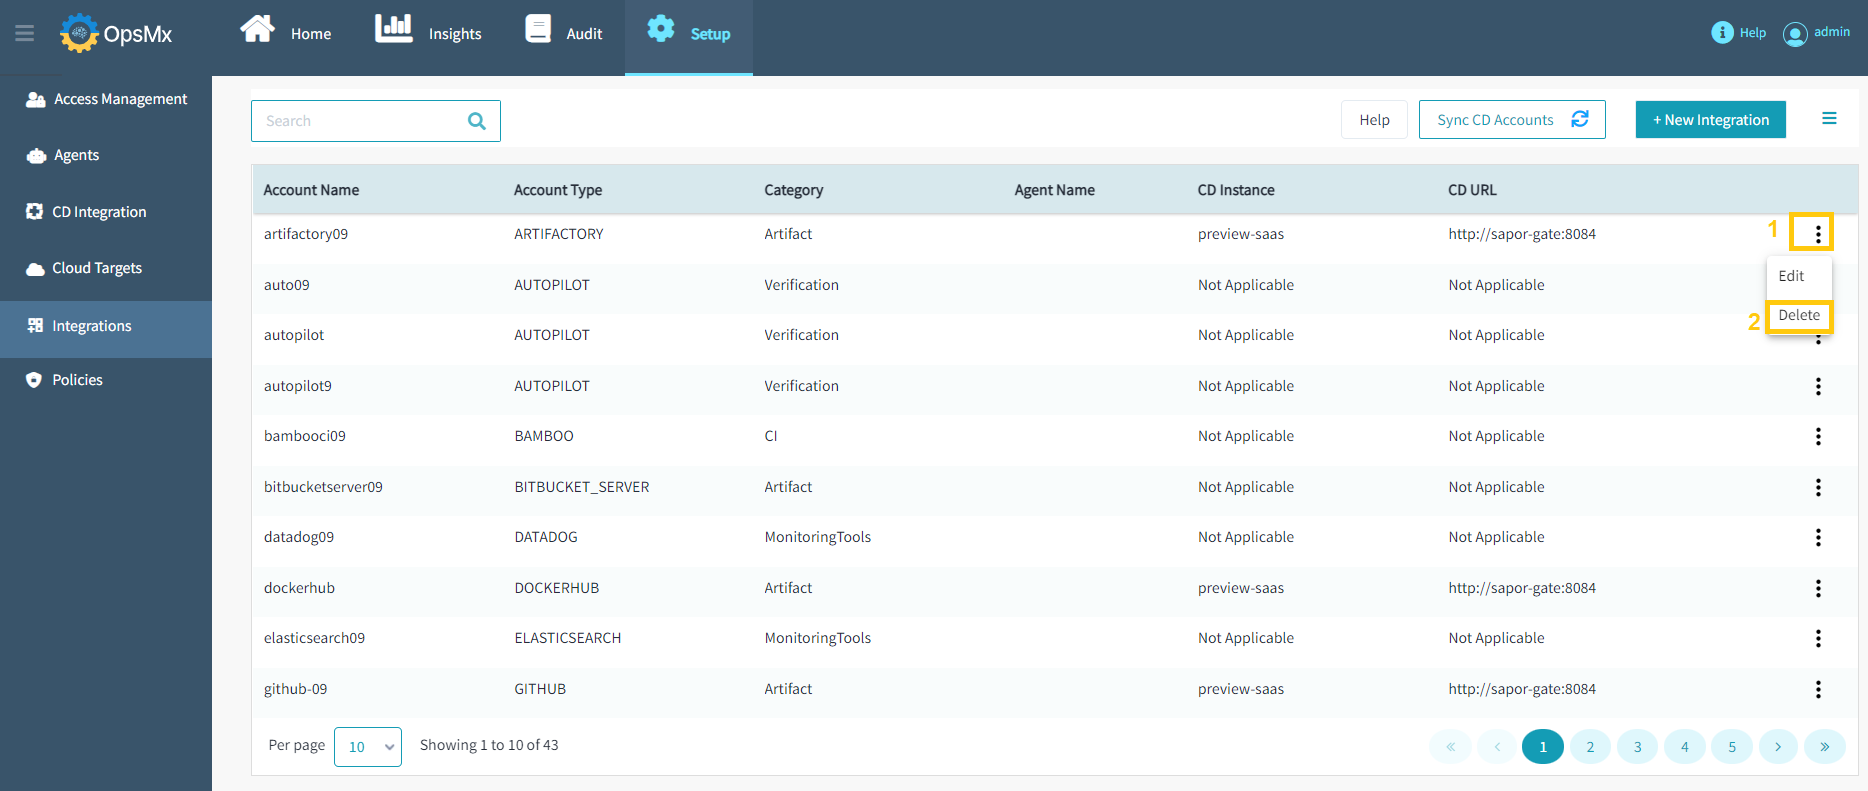 OpsMx
Home
Insights
Audit
Setup
Help
admin
Access Management
Agents
CD Integration
Cloud Targets
Integrations
Policies
Search
Help
Sync CD Accounts
+ New Integration
Account Name Account Type Category Agent Name CD Instance CD URL
artifactory09 ARTIFACTORY Artifact preview-saas http://sapor-gate:8084 1
Edit
auto09 AUTOPILOT Verification Not Applicable Not Applicable
2 Delete
autopilot AUTOPILOT Verification Not Applicable Not Applicable
autopilot9 AUTOPILOT Verification Not Applicable Not Applicable
bambooci09 BAMBOO CI Not Applicable Not Applicable
bitbucketserver09 BITBUCKET_SERVER Artifact Not Applicable Not Applicable
datadog09 DATADOG MonitoringTools Not Applicable Not Applicable
dockerhub DOCKERHUB Artifact preview-saas http://sapor-gate:8084
elasticsearch09 ELASTICSEARCH MonitoringTools Not Applicable Not Applicable
github-09 GITHUB Artifact preview-saas http://sapor-gate:8084
Per page 10 Showing 1 to 10 of 43
« ‹ 1 2 3 4 5 › »